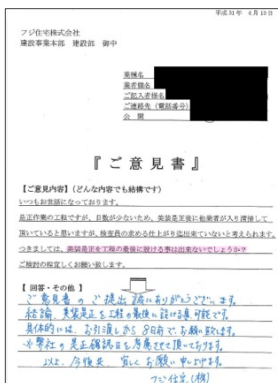 平成31年 4月13日
フジ住宅株式会社
建設事業本部 建設部 御中
業種名
業者様名
ご記入者様名
ご連絡先(電話番号)
公開
『ご意見書』
【ご意見内容】(どんな内容でも結構です)
いつもお世話になっております。
是正作業の工程ですが、日数が少ないため、美装是正後に他業者が入り清掃して
頂いていると思いますが、検査員の求める仕上がり迄出来ていないと考えられます。
つきましては、美装是正を工程の最後に設ける事は出来ないでしょうか?
ご検討の程宜しくお願い致します。
【回答・その他】
ご意見書のご提出誠にありがとうございます。
結論、美装是正を工程の最後に設ける事可能です。
具体的には、お引渡しから8日前で、お願い致します。
※弊社の是正確認日を考慮させて頂いております。
以上、今後共、宜しくお願い申し上げます。
フジ住宅(株)